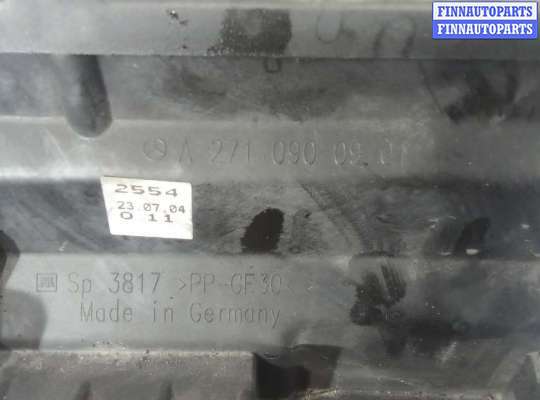 FINNAUTOPARTS
FINNAUTOPARTS
A 271 090 09 01
2554
23.07.04
0 11
Sp 3817 >PP-GF30<
Made in Germany